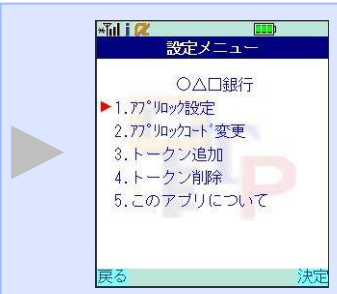 設定メニュー
○△□銀行
1.ｱﾌﾟﾘﾛｯｸ設定
2.ｱﾌﾟﾘﾛｯｸｺｰﾄﾞ変更
3.トークン追加
4.トークン削除
5.このアプリについて
戻る 決定